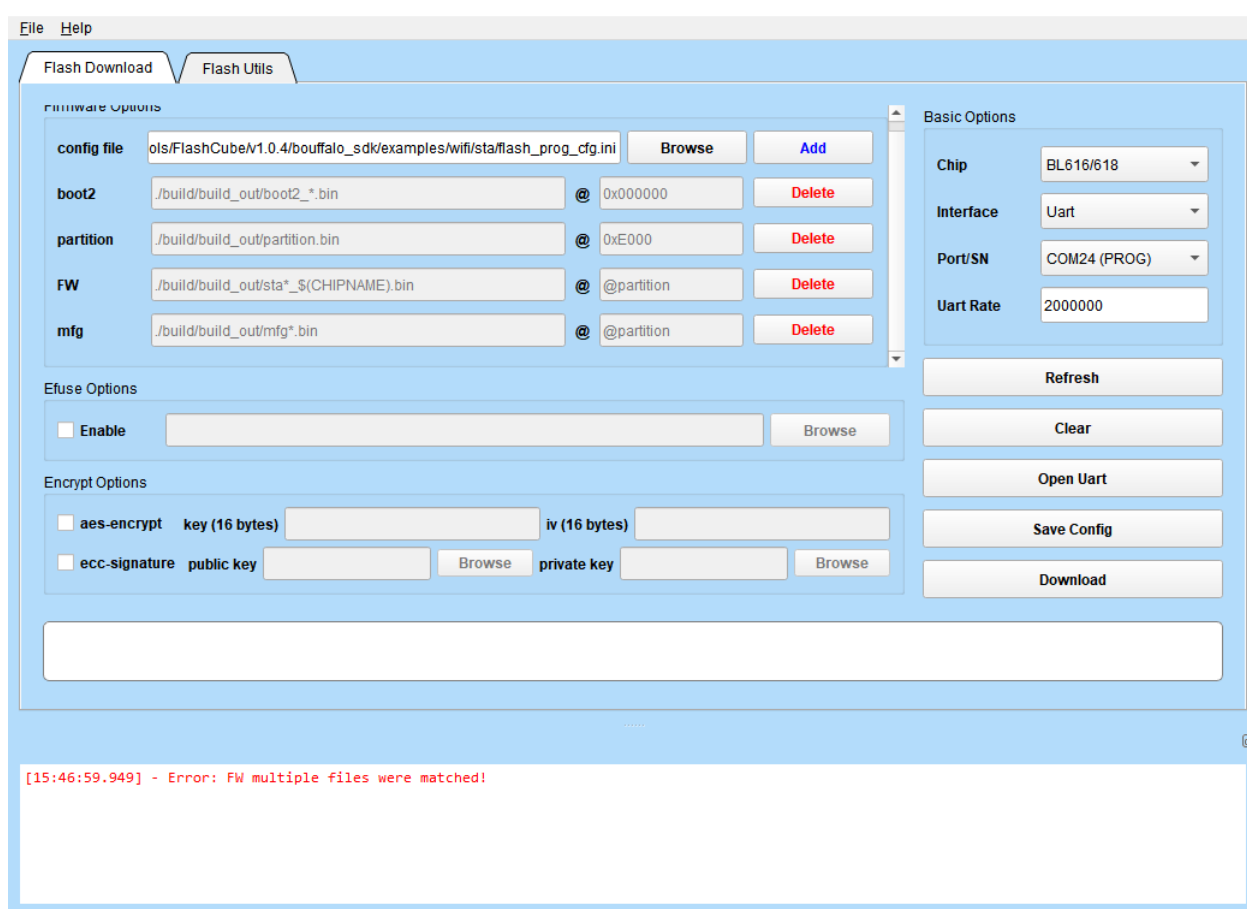 File Help
Flash Download Flash Utils
Firmware Options
config file ols/FlashCube/v1.0.4/bouffalo_sdk/examples/wifi/sta/flash_prog_cfg.ini Browse Add
boot2 ./build/build_out/boot2_*.bin @ 0x000000 Delete
partition ./build/build_out/partition.bin @ 0xE000 Delete
FW ./build/build_out/sta*_$(CHIPNAME).bin @ @partition Delete
mfg ./build/build_out/mfg*.bin @ @partition Delete
Efuse Options
Enable Browse
Encrypt Options
aes-encrypt key (16 bytes) iv (16 bytes)
ecc-signature public key Browse private key Browse
Basic Options
Chip BL616/618
Interface Uart
Port/SN COM24 (PROG)
Uart Rate 2000000
Refresh
Clear
Open Uart
Save Config
Download
[15:46:59.949] - Error: FW multiple files were matched!